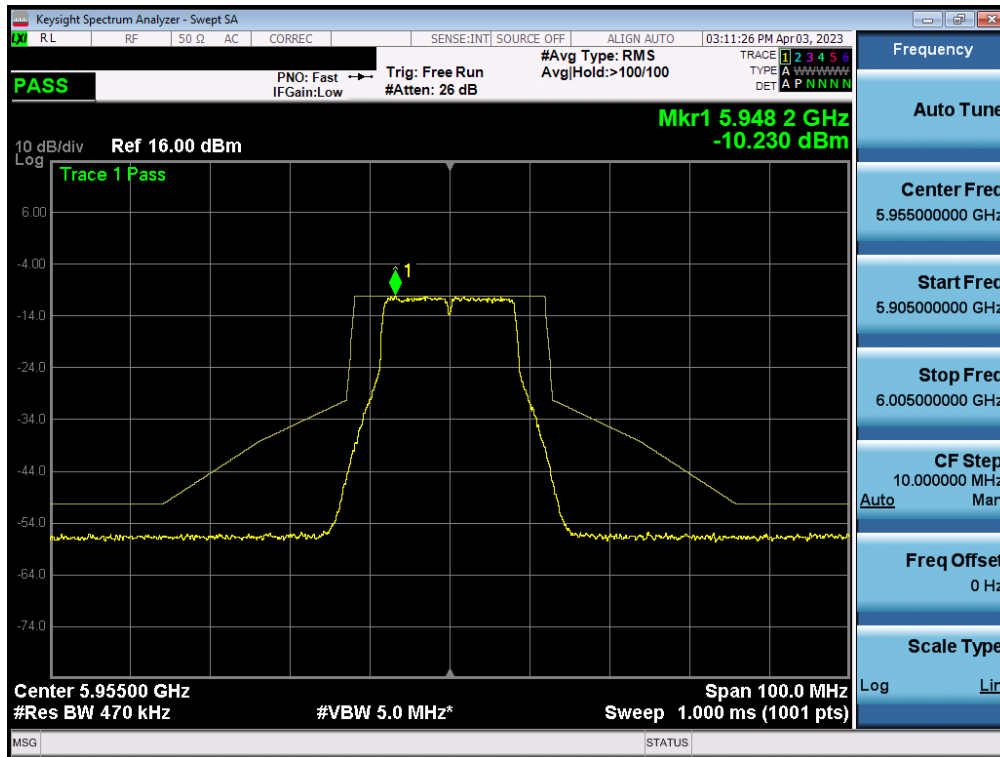 Keysight Spectrum Analyzer - Swept SA
LXI RL RF 50 Ω AC CORREC SENSE:INT SOURCE OFF ALIGN AUTO 03:11:26 PM Apr 03, 2023
PASS
PNO: Fast
IFGain:Low
Trig: Free Run
#Atten: 26 dB
#Avg Type: RMS
Avg|Hold:>100/100
TRACE 1 2 3 4 5 6
TYPE A WWWWW
DET A P N N N N
Mkr1 5.948 2 GHz
-10.230 dBm
10 dB/div Ref 16.00 dBm
Log
Trace 1 Pass
1
6.00
-4.00
-14.0
-24.0
-34.0
-44.0
-54.0
-64.0
-74.0
Center 5.95500 GHz Span 100.0 MHz
#Res BW 470 kHz #VBW 5.0 MHz* Sweep 1.000 ms (1001 pts)
MSG STATUS
Frequency
Auto Tune
Center Freq
5.955000000 GHz
Start Freq
5.905000000 GHz
Stop Freq
6.005000000 GHz
CF Step
10.000000 MHz
Auto Man
Freq Offset
0 Hz
Scale Type
Log Lin